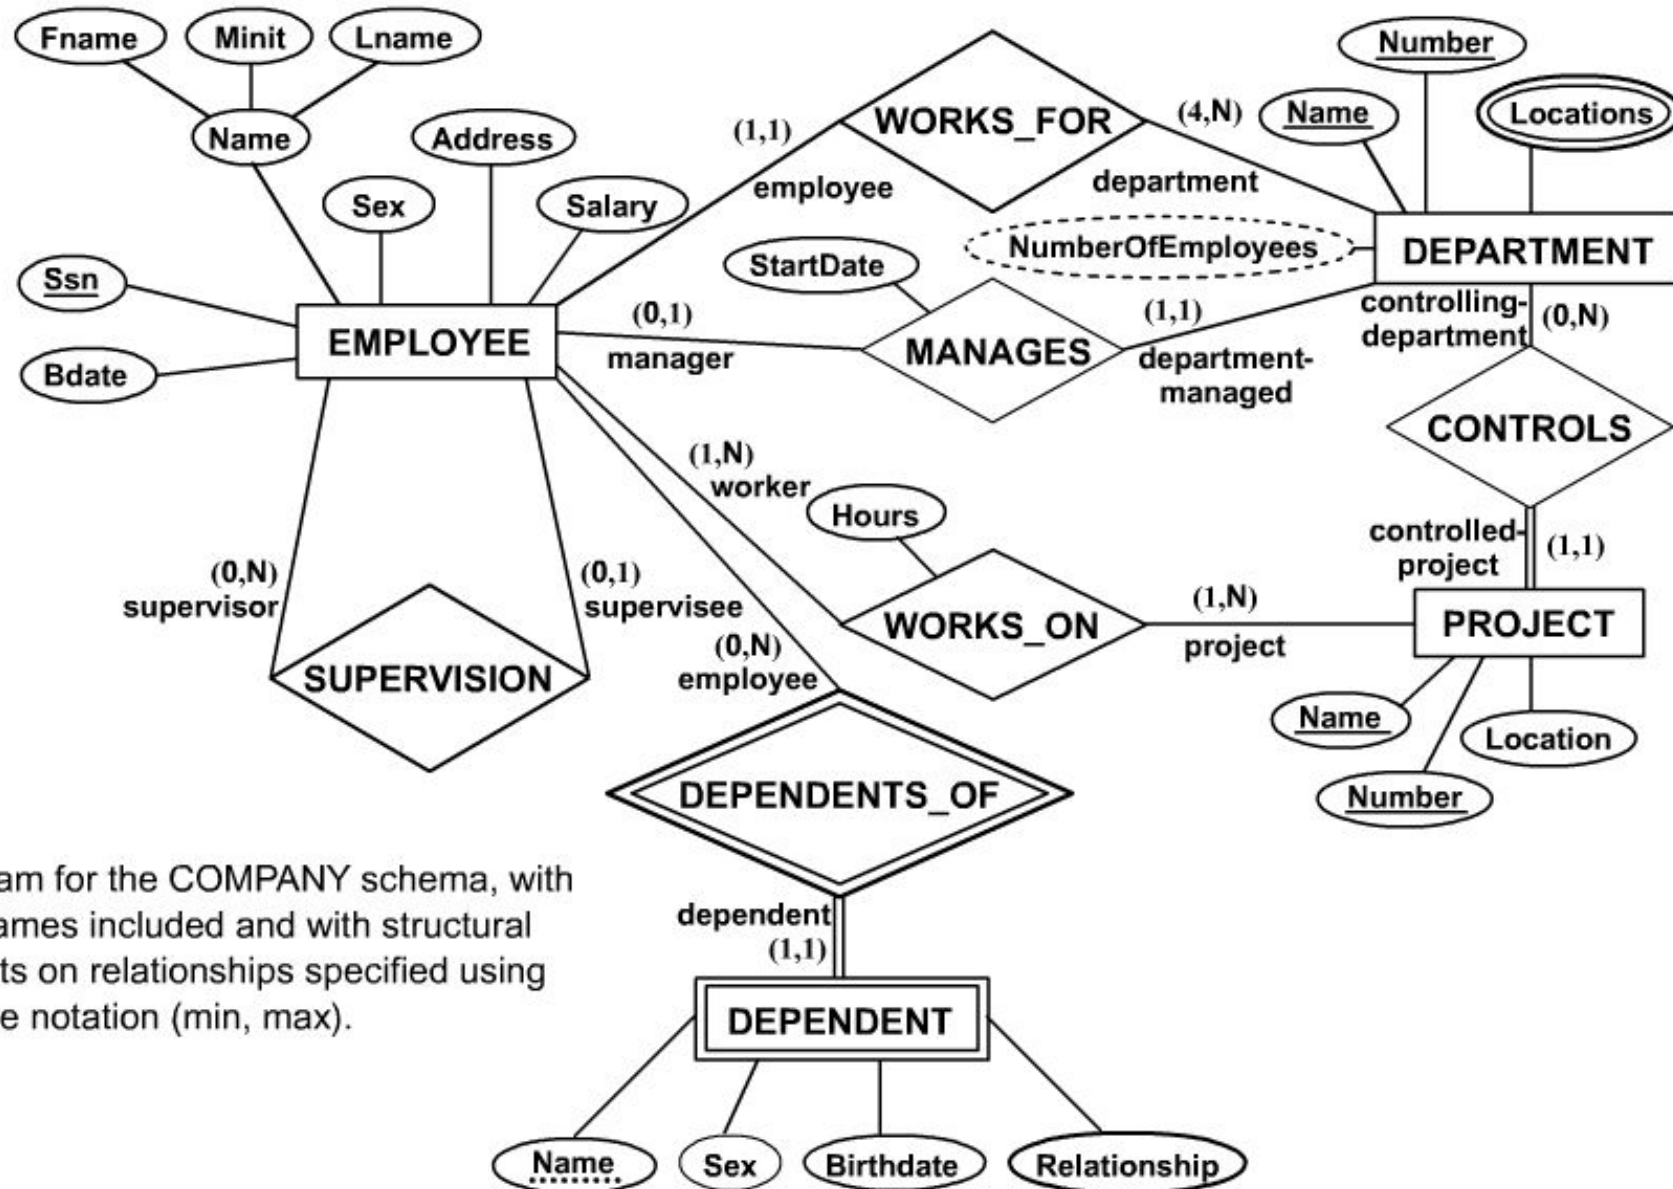 Fname
Minit
Lname
Number
Name
Locations
Name
Address
Sex
Salary
Ssn
Bdate
EMPLOYEE
(1,1)
employee
WORKS_FOR
(4,N)
department
NumberOfEmployees
DEPARTMENT
StartDate
(0,1)
manager
MANAGES
(1,1)
department-
managed
controlling-
department
(0,N)
CONTROLS
(1,N)
worker
Hours
controlled-
project
(1,1)
(0,N)
supervisor
(0,1)
supervisee
SUPERVISION
(0,N)
employee
WORKS_ON
(1,N)
project
PROJECT
Name
Number
Location
DEPENDENTS_OF
am for the COMPANY schema, with
ames included and with structural
ts on relationships specified using
e notation (min, max).
dependent
(1,1)
DEPENDENT
Name
Sex
Birthdate
Relationship